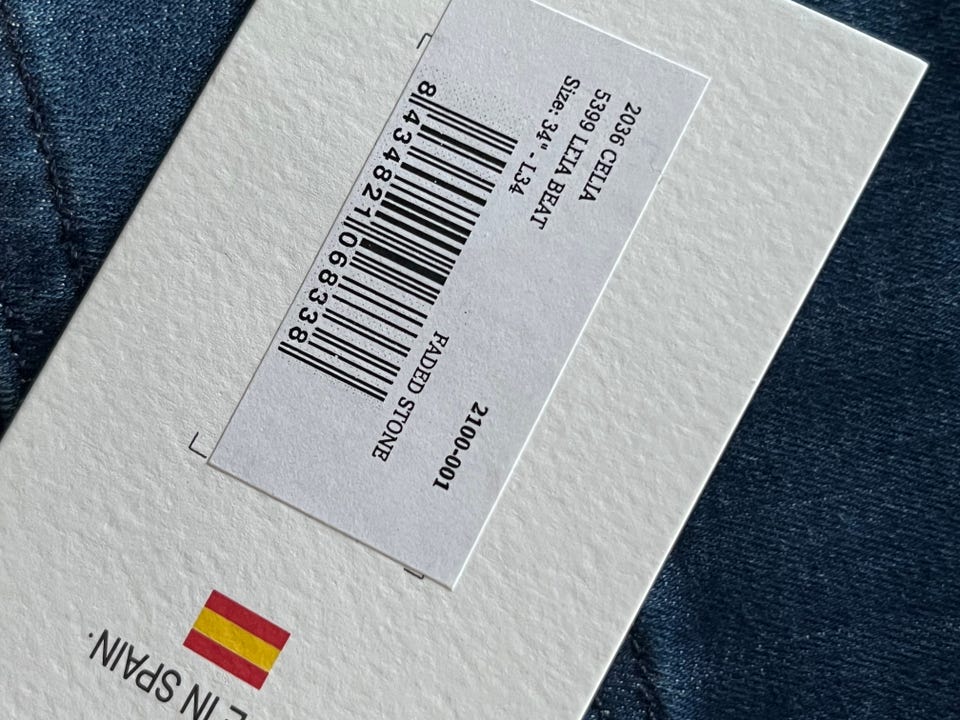 2036 CELIA
5399 LEIA BEAT
Size: 34" - L34
2100-001
FADED STONE
8 434821 068338
E IN SPAIN.